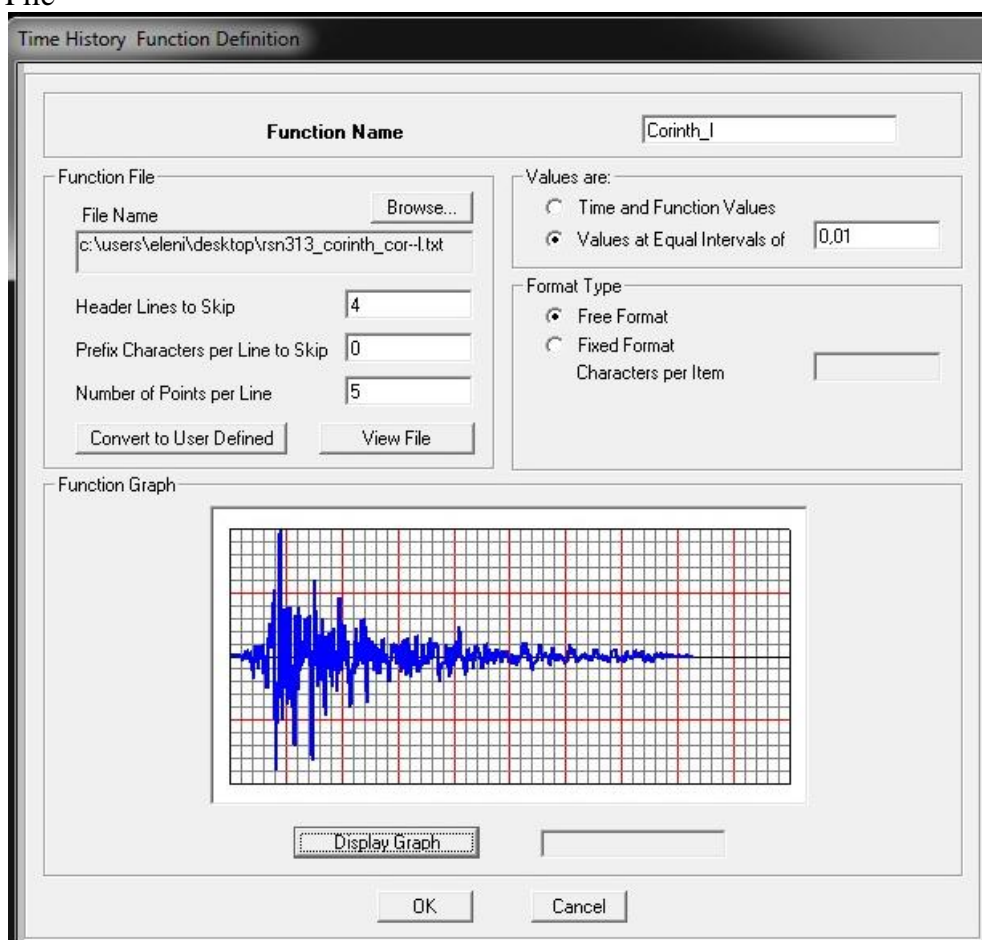 File
Time History Function Definition
Function Name
Corinth_l
Function File
File Name
Browse...
c:\users\eleni\desktop\rsn313_corinth_cor--l.txt
Header Lines to Skip
4
Prefix Characters per Line to Skip
0
Number of Points per Line
5
Convert to User Defined
View File
Values are:
Time and Function Values
Values at Equal Intervals of
0,01
Format Type
Free Format
Fixed Format
Characters per Item
Function Graph
Display Graph
OK
Cancel